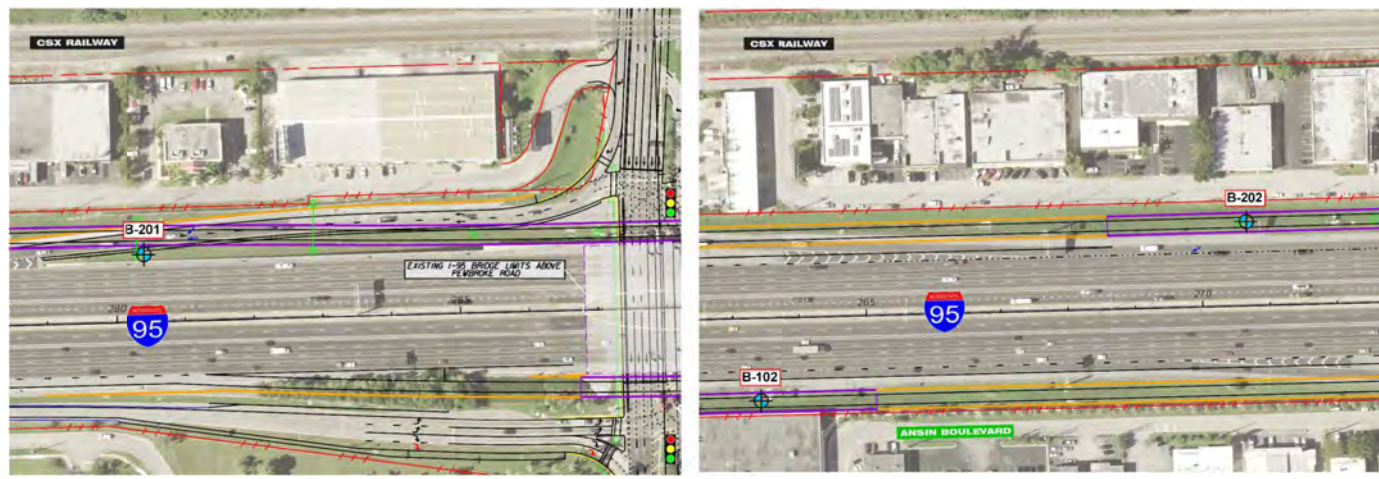 CSX RAILWAY
B-201
EXISTING I-95 BRIDGE LIMITS ABOVE
PEMBROKE ROAD
280
285
95
CSX RAILWAY
B-202
265
270
95
B-102
ANSIN BOULEVARD